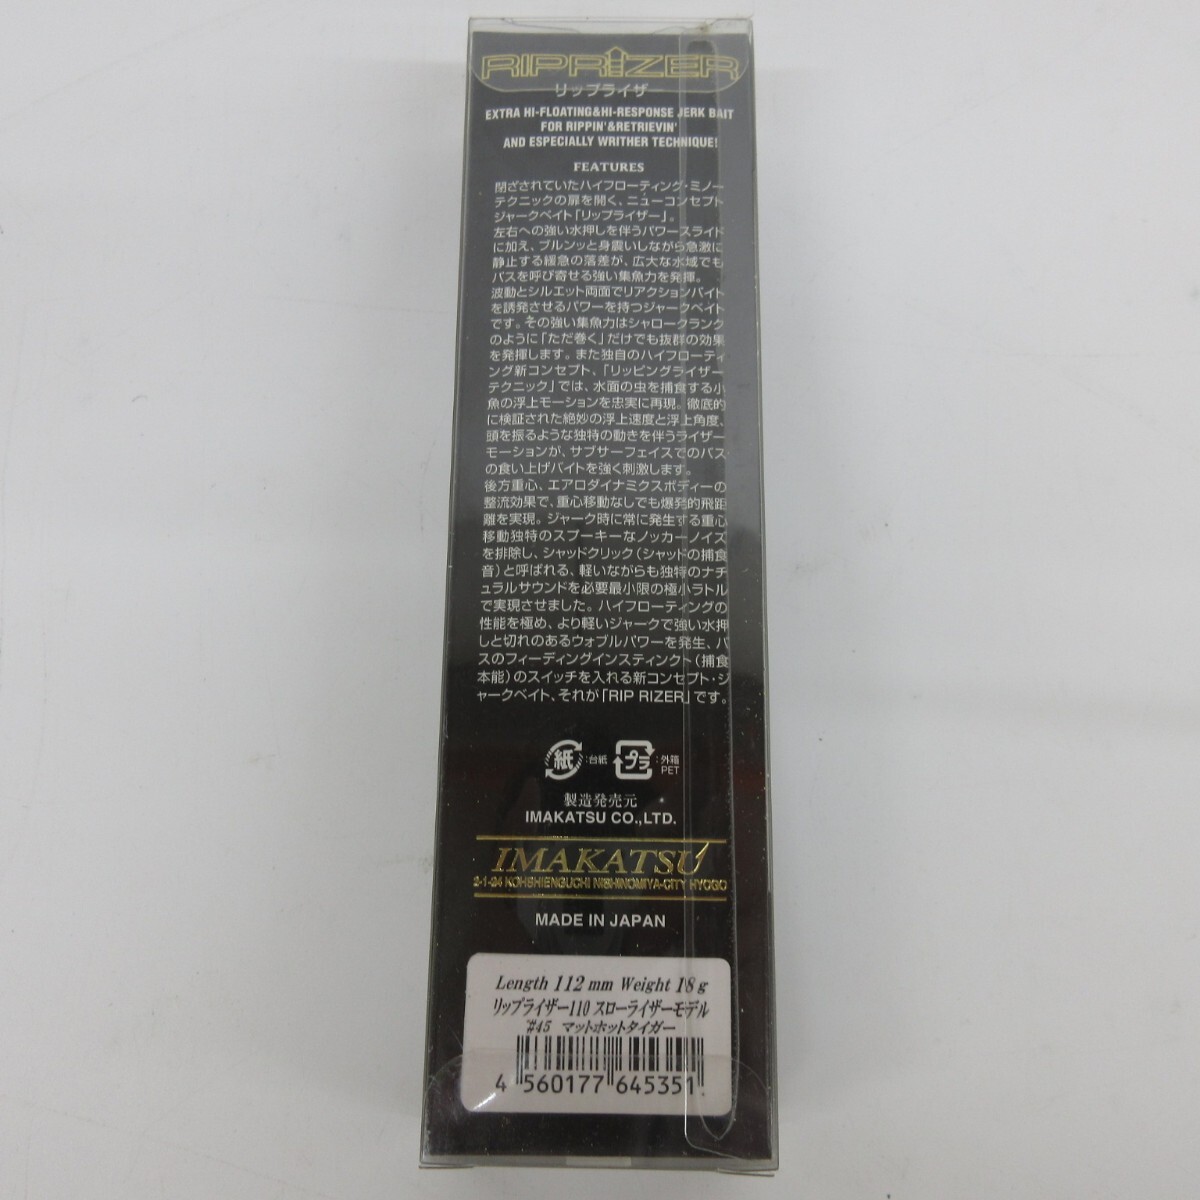 RIPRIZER
リップライザー
EXTRA HI-FLOATING&HI-RESPONSE JERK BAIT
FOR RIPPIN'&RETRIEVIN'
AND ESPECIALLY WRITHER TECHNIQUE!
FEATURES
閉ざされていたハイフローティング・ミノー
テクニックの扉を開く、ニューコンセプト
ジャークベイト「リップライザー」。
左右への強い水押しを伴うパワースライド
に加え、ブルンッと身震いしながら急激に
静止する緩急の落差が、広大な水域でも
バスを呼び寄せる強い集魚力を発揮。
波動とシルエット両面でリアクションバイト
を誘発させるパワーを持つジャークベイト
です。その強い集魚力はシャロークランク
のように「ただ巻く」だけでも抜群の効果
を発揮します。また独自のハイフローティ
ング新コンセプト、「リッピングライザー
テクニック」では、水面の虫を捕食する小
魚の浮上モーションを忠実に再現。徹底的
に検証された絶妙の浮上速度と浮上角度、
頭を振るような独特の動きを伴うライザー
モーションが、サブサーフェイスでのバス
の食い上げバイトを強く刺激します。
後方重心、エアロダイナミクスボディーの
整流効果で、重心移動なしでも爆発的飛距
離を実現。ジャーク時に常に発生する重心
移動独特のスプーキーなノッカーノイズ
を排除し、シャッドクリック（シャッドの捕食
音）と呼ばれる、軽いながらも独特のナチ
ュラルサウンドを必要最小限の極小ラトル
で実現させました。ハイフローティングの
性能を極め、より軽いジャークで強い水押
しと切れのあるウォブルパワーを発生、バ
スのフィーディングインスティンクト（捕食
本能）のスイッチを入れる新コンセプト・ジ
ャークベイト、それが「RIP RIZER」です。
紙 :台紙 プラ :外箱
PET
製造発売元
IMAKATSU CO.,LTD.
IMAKATSU
2-1-24 KOHSHIENGUCHI NISHINOMIYA-CITY HYOGO
MADE IN JAPAN
Length 112 mm Weight 18 g
リップライザー110 スローライザーモデル
#45 マットホットタイガー
4 560177 645351